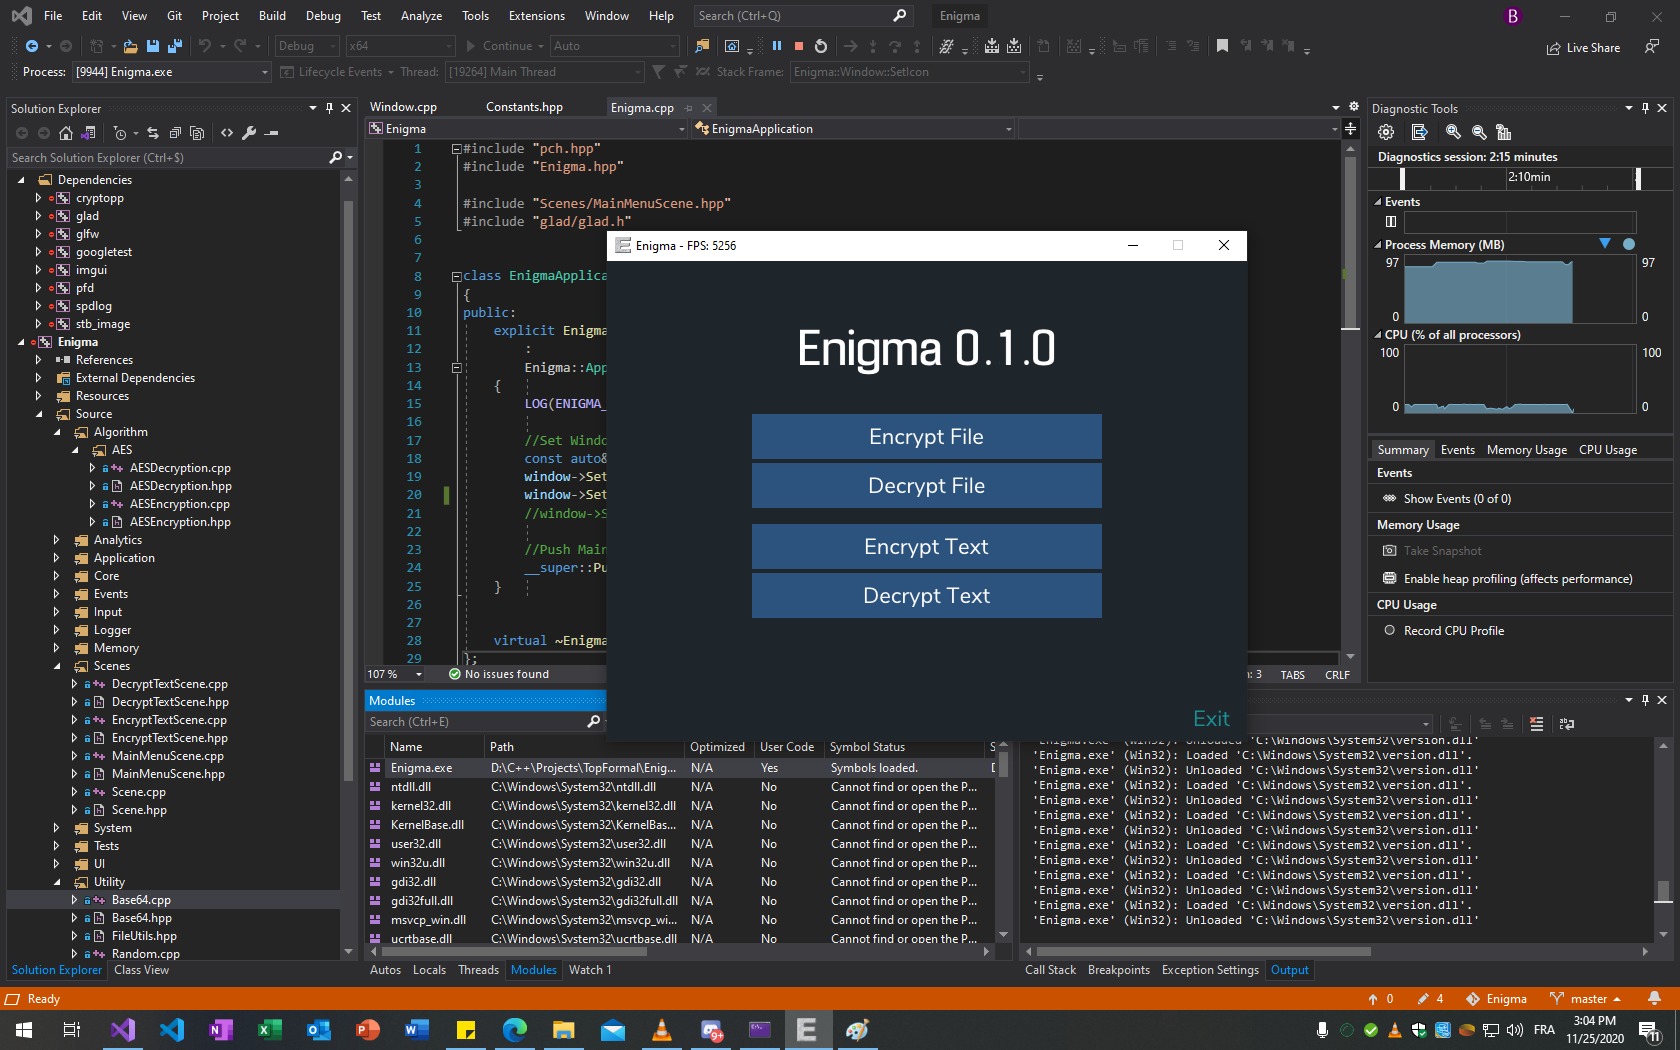 File Edit View Git Project Build Debug Test Analyze Tools Extensions Window Help Search (Ctrl+Q) Enigma B
Debug x64 Continue Auto Live Share
Process: [9944] Enigma.exe Lifecycle Events Thread: [19264] Main Thread Stack Frame: Enigma::Window::SetIcon
Solution Explorer
Search Solution Explorer (Ctrl+$)
Dependencies
cryptopp
glad
glfw
googletest
imgui
pfd
spdlog
stb_image
Enigma
References
External Dependencies
Resources
Source
Algorithm
AES
AESDecryption.cpp
AESDecryption.hpp
AESEncryption.cpp
AESEncryption.hpp
Analytics
Application
Core
Events
Input
Logger
Memory
Scenes
DecryptTextScene.cpp
DecryptTextScene.hpp
EncryptTextScene.cpp
EncryptTextScene.hpp
MainMenuScene.cpp
MainMenuScene.hpp
Scene.cpp
Scene.hpp
System
Tests
UI
Utility
Base64.cpp
Base64.hpp
FileUtils.hpp
Random.cpp
Solution Explorer Class View
Window.cpp Constants.hpp Enigma.cpp
Enigma EnigmaApplication
1 #include "pch.hpp"
2 #include "Enigma.hpp"
3
4 #include "Scenes/MainMenuScene.hpp"
5 #include "glad/glad.h"
6
7
8 class EnigmaApplica
9 {
10 public:
11 explicit Enigma
12 :
13 Enigma::App
14 {
15 LOG(ENIGMA_
16
17 //Set Windo
18 const auto&
19 window->Set
20 window->Set
21 //window->S
22
23 //Push Main
24 __super::Pu
25 }
26
27
28 virtual ~Enigma
29 };
107 % No issues found : 3 TABS CRLF
Enigma - FPS: 5256
Enigma 0.1.0
Encrypt File
Decrypt File
Encrypt Text
Decrypt Text
Exit
Modules
Search (Ctrl+E)
Name Path Optimized User Code Symbol Status S
Enigma.exe D:\C++\Projects\TopFormal\Enig... N/A Yes Symbols loaded. D
ntdll.dll C:\Windows\System32\ntdll.dll N/A No Cannot find or open the P...
kernel32.dll C:\Windows\System32\kernel32.dll N/A No Cannot find or open the P...
KernelBase.dll C:\Windows\System32\KernelBas... N/A No Cannot find or open the P...
user32.dll C:\Windows\System32\user32.dll N/A No Cannot find or open the P...
win32u.dll C:\Windows\System32\win32u.dll N/A No Cannot find or open the P...
gdi32.dll C:\Windows\System32\gdi32.dll N/A No Cannot find or open the P...
gdi32full.dll C:\Windows\System32\gdi32full.dll N/A No Cannot find or open the P...
msvcp_win.dll C:\Windows\System32\msvcp_wi... N/A No Cannot find or open the P...
ucrtbase.dll C:\Windows\System32\ucrtbase.dll N/A No Cannot find or open the P...
Autos Locals Threads Modules Watch 1
Diagnostic Tools
Diagnostics session: 2:15 minutes
2:10min
Events
Process Memory (MB)
97 97
0 0
CPU (% of all processors)
100 100
0 0
Summary Events Memory Usage CPU Usage
Events
Show Events (0 of 0)
Memory Usage
Take Snapshot
Enable heap profiling (affects performance)
CPU Usage
Record CPU Profile
'Enigma.exe' (Win32): Unloaded 'C:\Windows\System32\version.dll'
'Enigma.exe' (Win32): Loaded 'C:\Windows\System32\version.dll'.
'Enigma.exe' (Win32): Unloaded 'C:\Windows\System32\version.dll'
'Enigma.exe' (Win32): Loaded 'C:\Windows\System32\version.dll'.
'Enigma.exe' (Win32): Unloaded 'C:\Windows\System32\version.dll'
'Enigma.exe' (Win32): Loaded 'C:\Windows\System32\version.dll'.
'Enigma.exe' (Win32): Unloaded 'C:\Windows\System32\version.dll'
'Enigma.exe' (Win32): Loaded 'C:\Windows\System32\version.dll'.
'Enigma.exe' (Win32): Unloaded 'C:\Windows\System32\version.dll'
'Enigma.exe' (Win32): Loaded 'C:\Windows\System32\version.dll'.
'Enigma.exe' (Win32): Unloaded 'C:\Windows\System32\version.dll'
'Enigma.exe' (Win32): Loaded 'C:\Windows\System32\version.dll'.
'Enigma.exe' (Win32): Unloaded 'C:\Windows\System32\version.dll'
Call Stack Breakpoints Exception Settings Output
Ready 0 4 Enigma master
9+ FRA 3:04 PM
11/25/2020 11